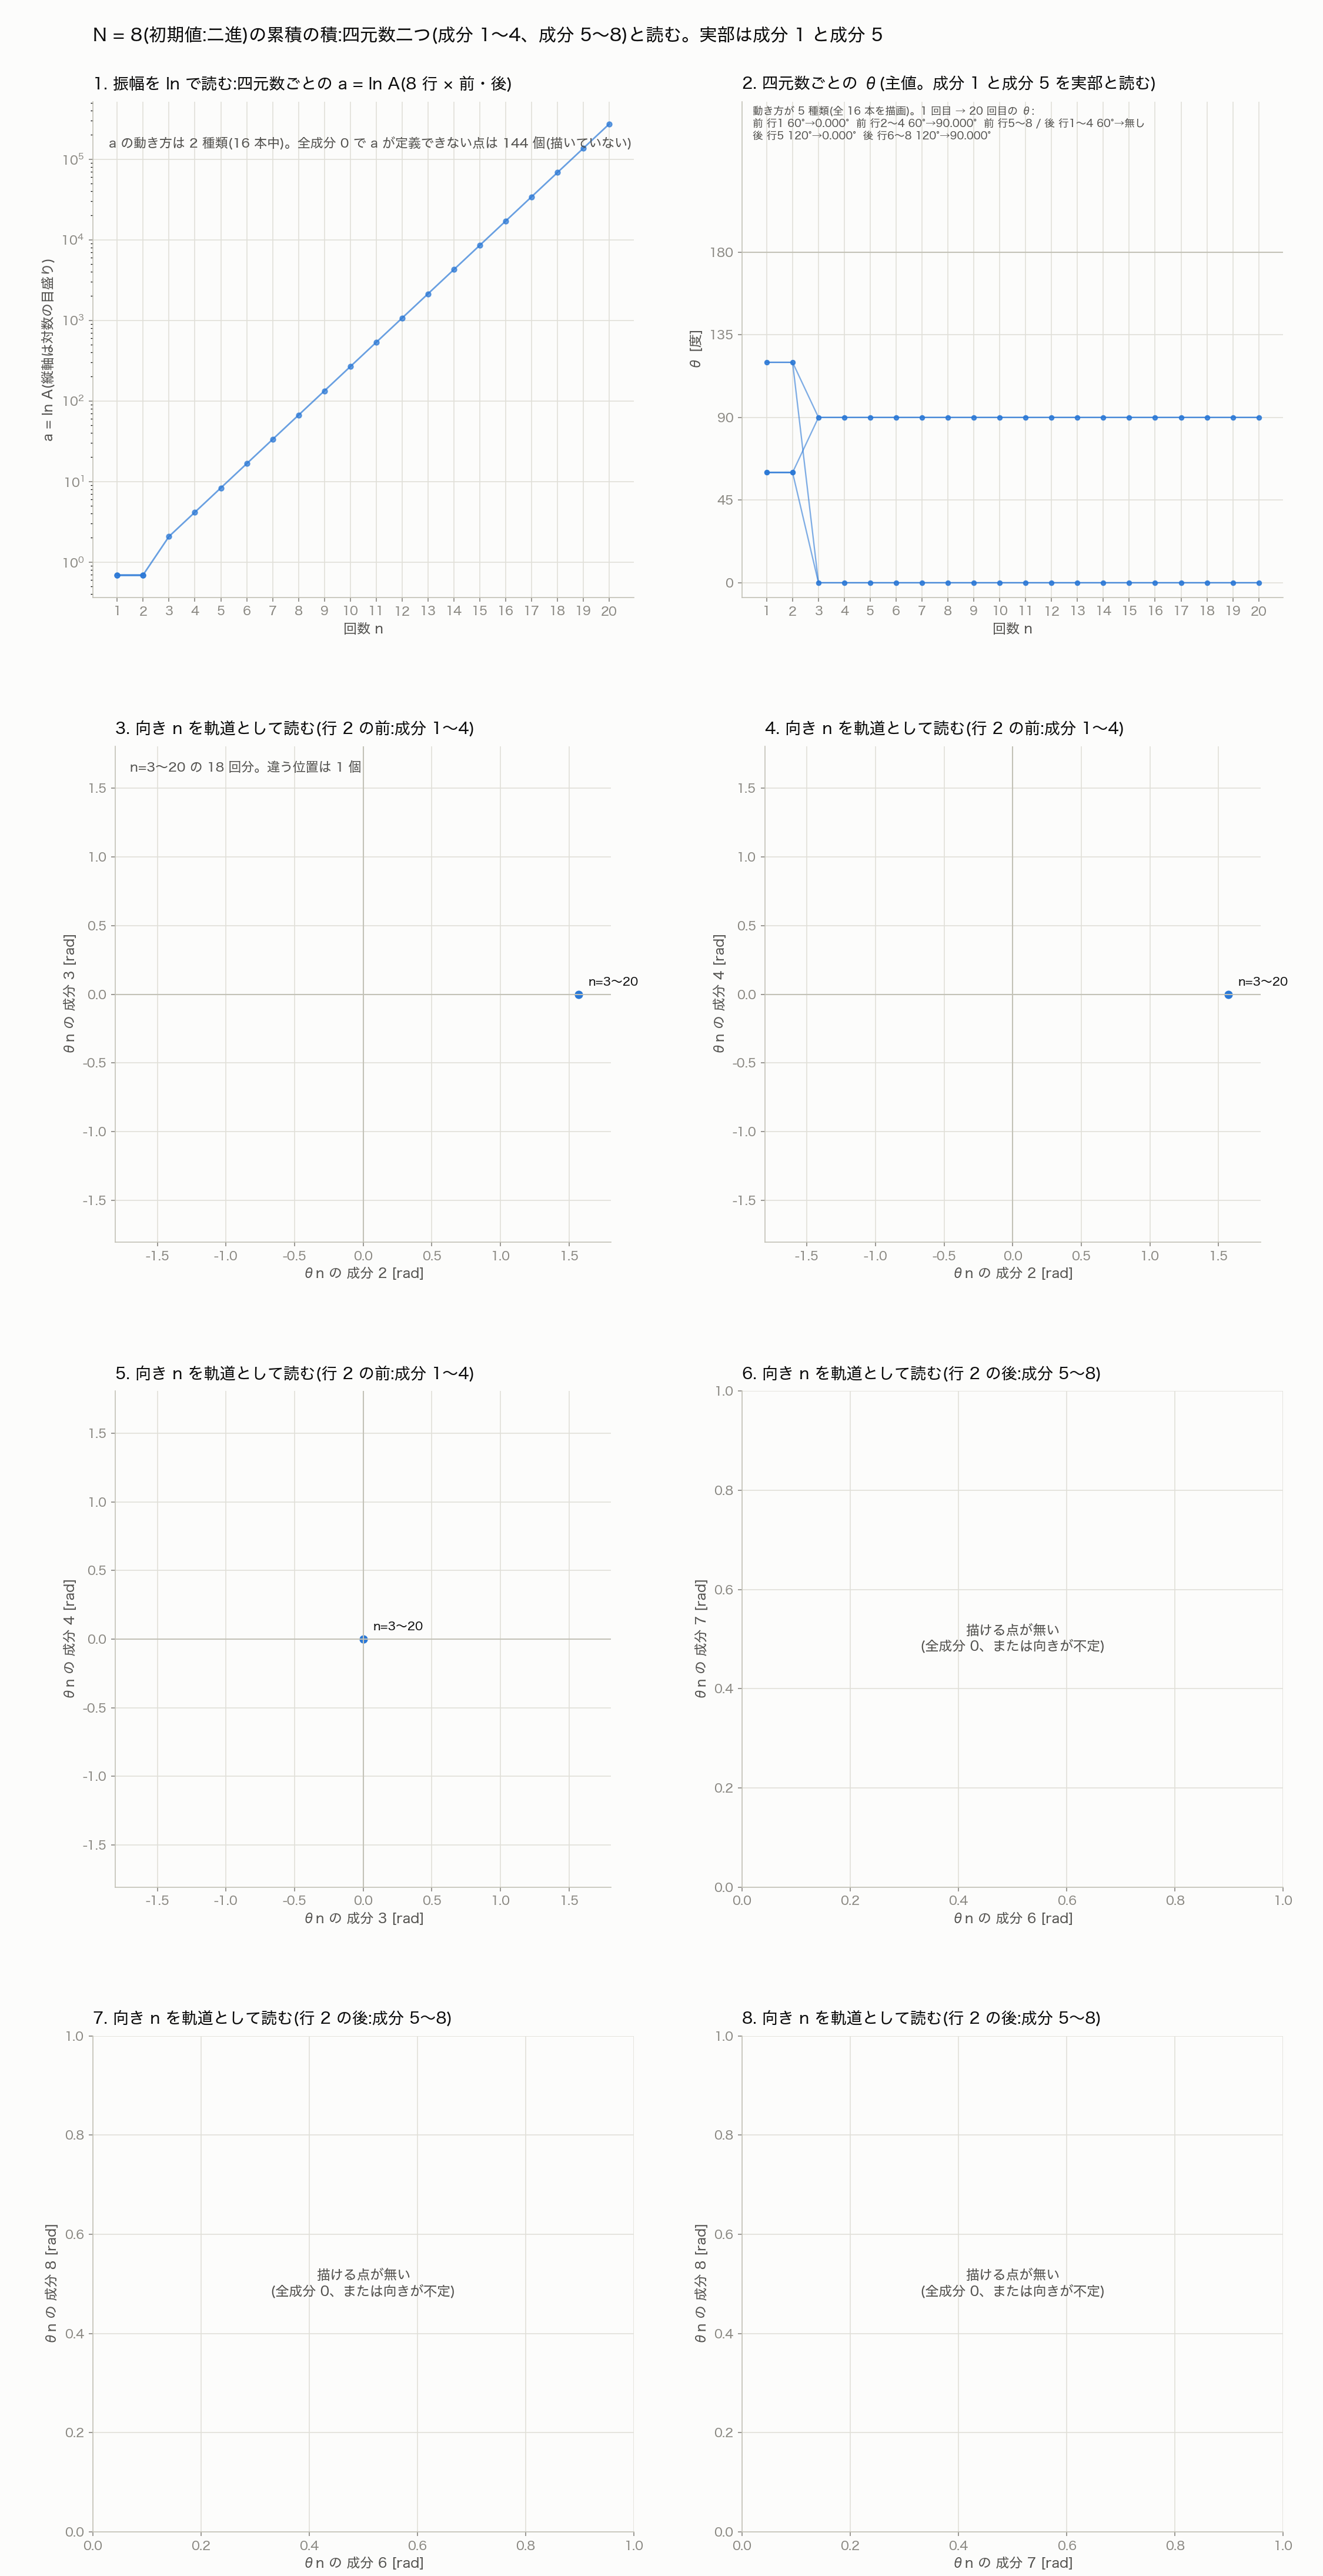 N = 8(初期値:二進)の累積の積:四元数二つ(成分 1〜4、成分 5〜8)と読む。実部は成分 1 と成分 5
1. 振幅を ln で読む:四元数ごとの a = ln A(8 行 × 前・後)
a の動き方は 2 種類(16 本中)。全成分 0 で a が定義できない点は 144 個(描いていない)
a = ln A(縦軸は対数の目盛り)
10⁵
10⁴
10³
10²
10¹
10⁰
1 2 3 4 5 6 7 8 9 10 11 12 13 14 15 16 17 18 19 20
回数 n
2. 四元数ごとの θ(主値。成分 1 と成分 5 を実部と読む)
動き方が 5 種類(全 16 本を描画)。1 回目 → 20 回目の θ:
前 行1 60°→0.000° 前 行2〜4 60°→90.000° 前 行5〜8 / 後 行1〜4 60°→無し
後 行5 120°→0.000° 後 行6〜8 120°→90.000°
θ [度]
180
135
90
45
0
1 2 3 4 5 6 7 8 9 10 11 12 13 14 15 16 17 18 19 20
回数 n
3. 向き n を軌道として読む(行 2 の前:成分 1〜4)
n=3〜20 の 18 回分。違う位置は 1 個
θn の 成分 3 [rad]
1.5
1.0
0.5
0.0
-0.5
-1.0
-1.5
n=3〜20
-1.5 -1.0 -0.5 0.0 0.5 1.0 1.5
θn の 成分 2 [rad]
4. 向き n を軌道として読む(行 2 の前:成分 1〜4)
θn の 成分 4 [rad]
1.5
1.0
0.5
0.0
-0.5
-1.0
-1.5
n=3〜20
-1.5 -1.0 -0.5 0.0 0.5 1.0 1.5
θn の 成分 2 [rad]
5. 向き n を軌道として読む(行 2 の前:成分 1〜4)
θn の 成分 4 [rad]
1.5
1.0
0.5
0.0
-0.5
-1.0
-1.5
n=3〜20
-1.5 -1.0 -0.5 0.0 0.5 1.0 1.5
θn の 成分 3 [rad]
6. 向き n を軌道として読む(行 2 の後:成分 5〜8)
θn の 成分 7 [rad]
1.0
0.8
0.6
0.4
0.2
0.0
描ける点が無い
(全成分 0、または向きが不定)
0.0 0.2 0.4 0.6 0.8 1.0
θn の 成分 6 [rad]
7. 向き n を軌道として読む(行 2 の後:成分 5〜8)
θn の 成分 8 [rad]
1.0
0.8
0.6
0.4
0.2
0.0
描ける点が無い
(全成分 0、または向きが不定)
0.0 0.2 0.4 0.6 0.8 1.0
θn の 成分 6 [rad]
8. 向き n を軌道として読む(行 2 の後:成分 5〜8)
θn の 成分 8 [rad]
1.0
0.8
0.6
0.4
0.2
0.0
描ける点が無い
(全成分 0、または向きが不定)
0.0 0.2 0.4 0.6 0.8 1.0
θn の 成分 7 [rad]